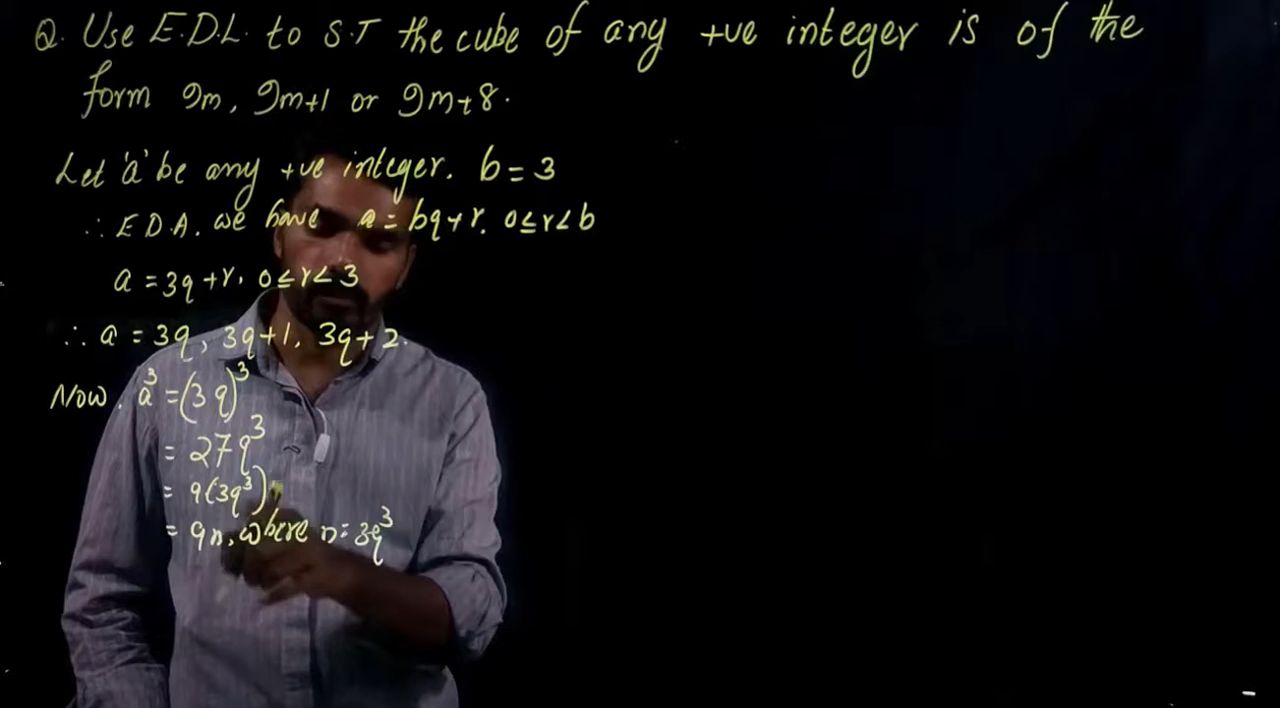 Q. Use E.D.L. to S.T the cube of any +ve integer is of the
form 9m, 9m+1 or 9m+8.
Let 'a' be any +ve integer. b = 3
∴ E D A. we have a = bq+r. 0≤r<b
a = 3q+r, 0≤r<3
∴ a = 3q, 3q+1, 3q+2.
Now. a³ = (3q)³
= 27q³
= 9(3q³)
= 9n, where n = 3q³